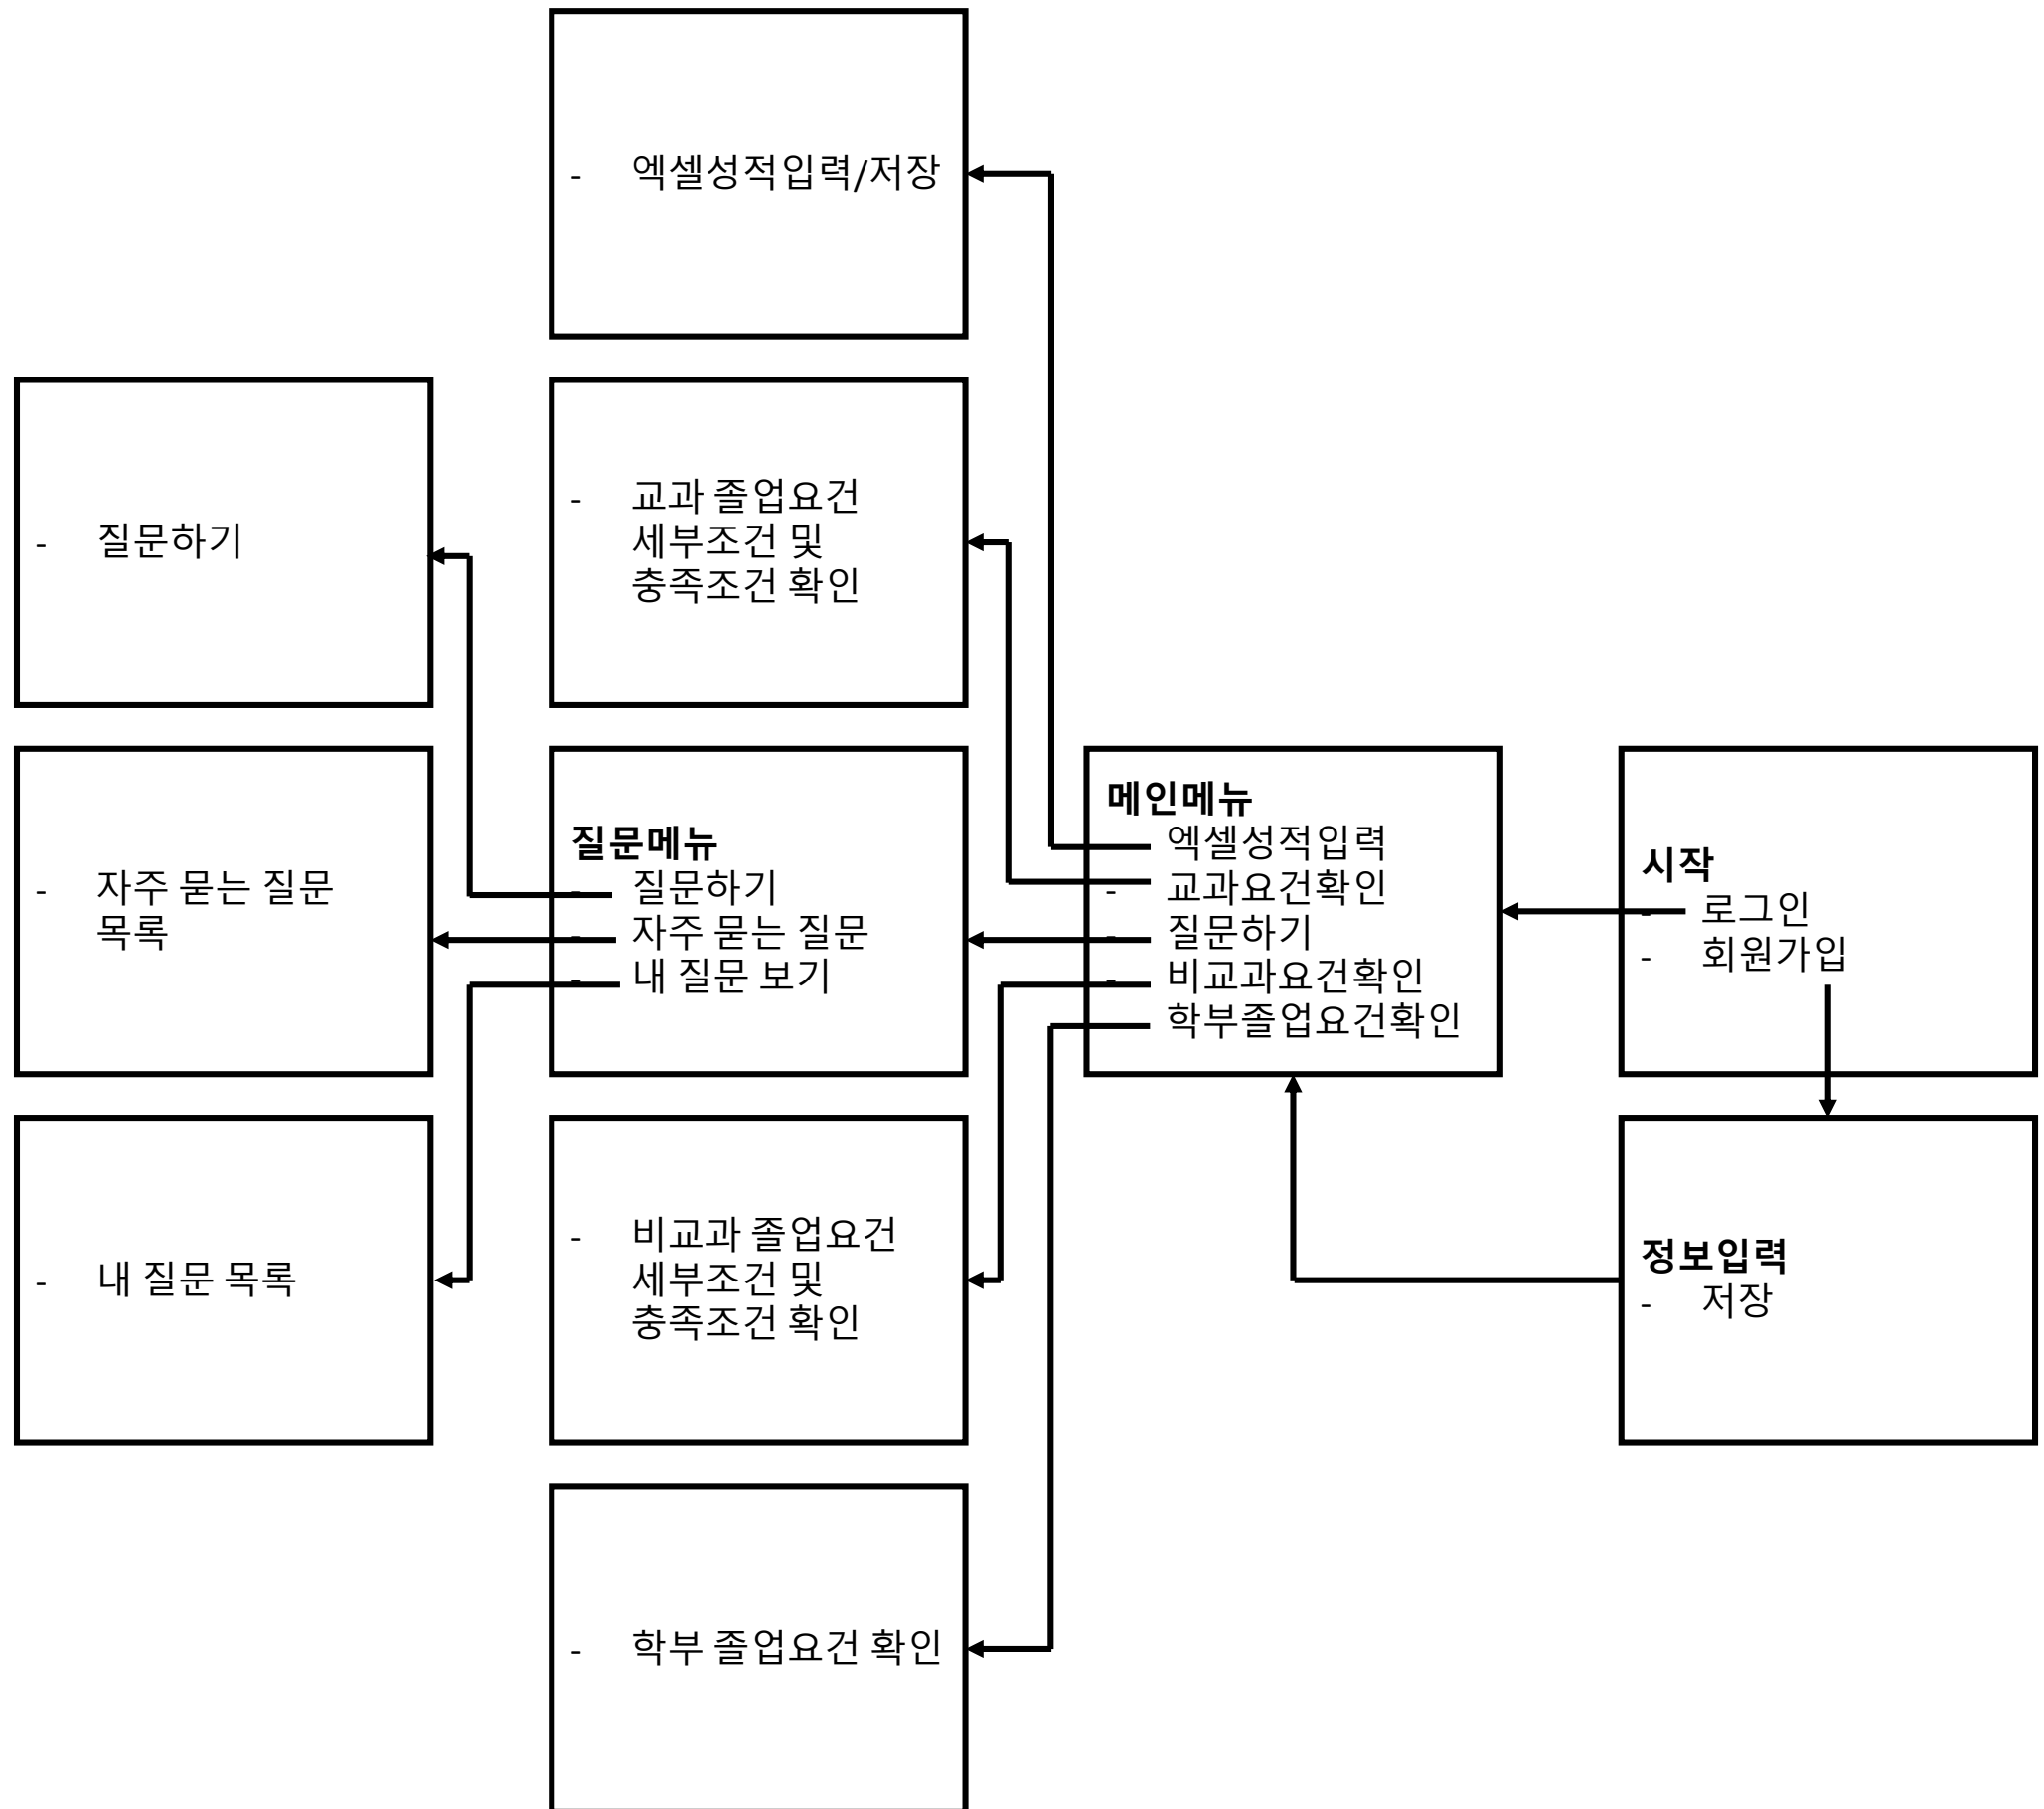 - 엑셀성적입력/저장
- 질문하기
- 교과 졸업요건
세부조건 및
충족조건 확인
- 자주 묻는 질문
목록
질문메뉴
- 질문하기
- 자주 묻는 질문
- 내 질문 보기
메인메뉴
- 엑셀성적입력
- 교과요건확인
- 질문하기
- 비교과요건확인
- 학부졸업요건확인
시작
- 로그인
- 회원가입
- 내 질문 목록
- 비교과 졸업요건
세부조건 및
충족조건 확인
정보입력
- 저장
- 학부 졸업요건 확인